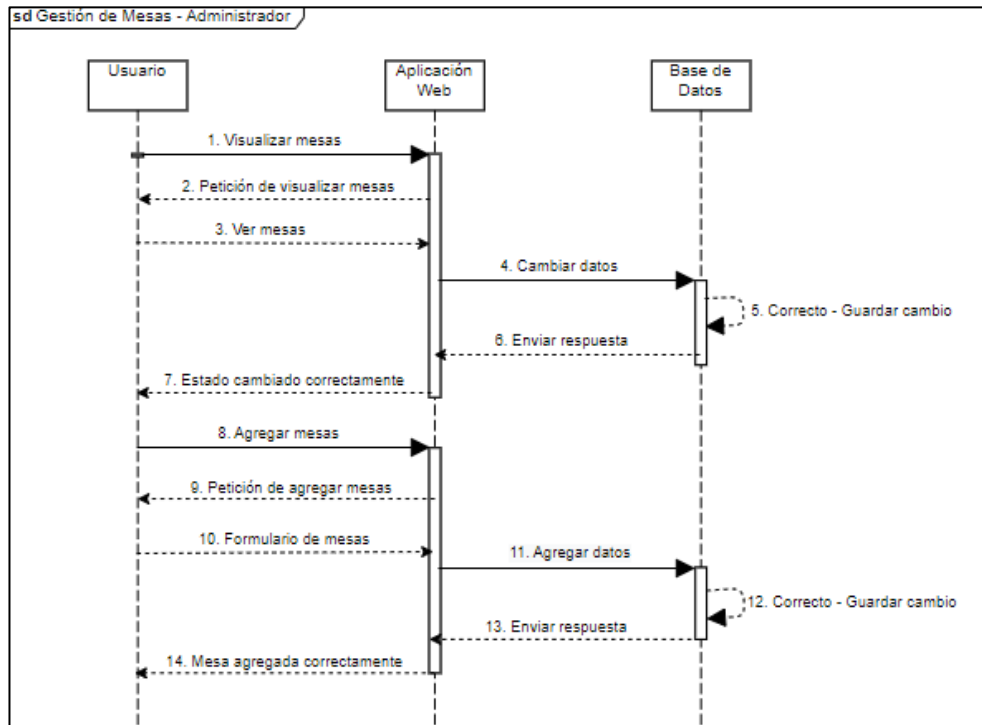 sd Gestión de Mesas - Administrador
Usuario
Aplicación
Web
Base de
Datos
1. Visualizar mesas
2. Petición de visualizar mesas
3. Ver mesas
4. Cambiar datos
5. Correcto - Guardar cambio
6. Enviar respuesta
7. Estado cambiado correctamente
8. Agregar mesas
9. Petición de agregar mesas
10. Formulario de mesas
11. Agregar datos
12. Correcto - Guardar cambio
13. Enviar respuesta
14. Mesa agregada correctamente